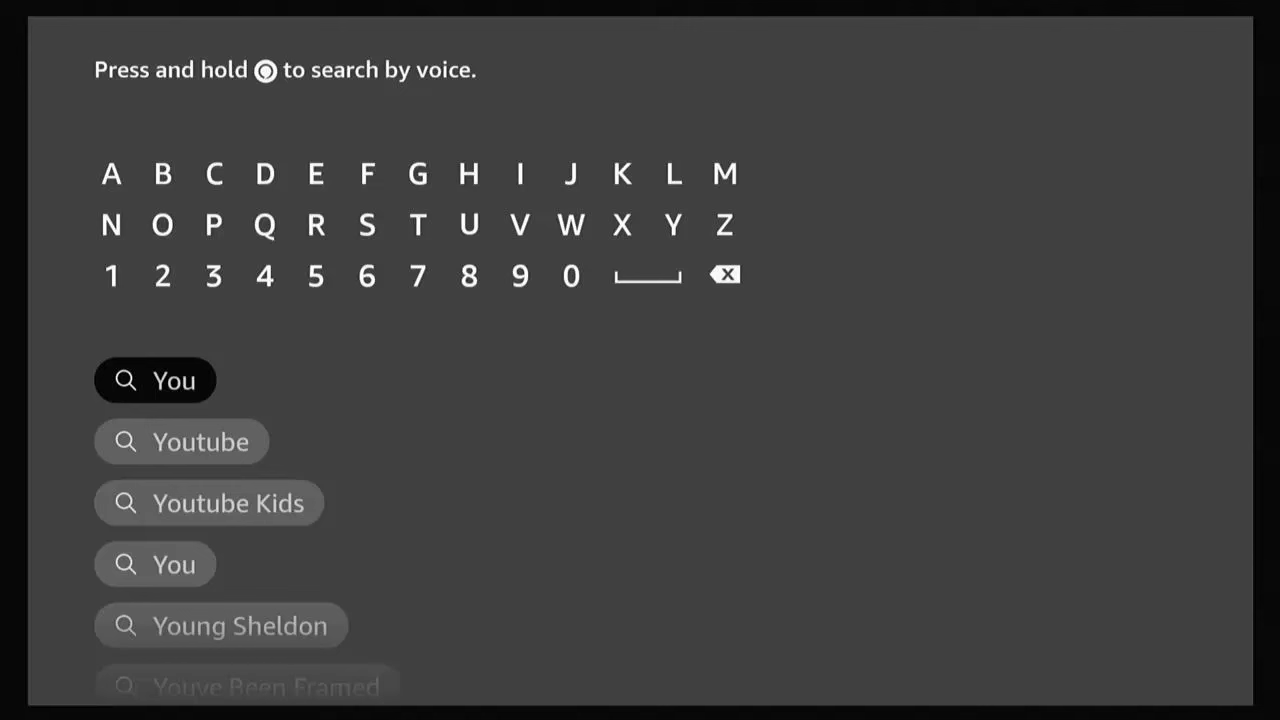 Press and hold to search by voice.
A B C D E F G H I J K L M
N O P Q R S T U V W X Y Z
1 2 3 4 5 6 7 8 9 0
You
Youtube
Youtube Kids
You
Young Sheldon
Youve Been Framed